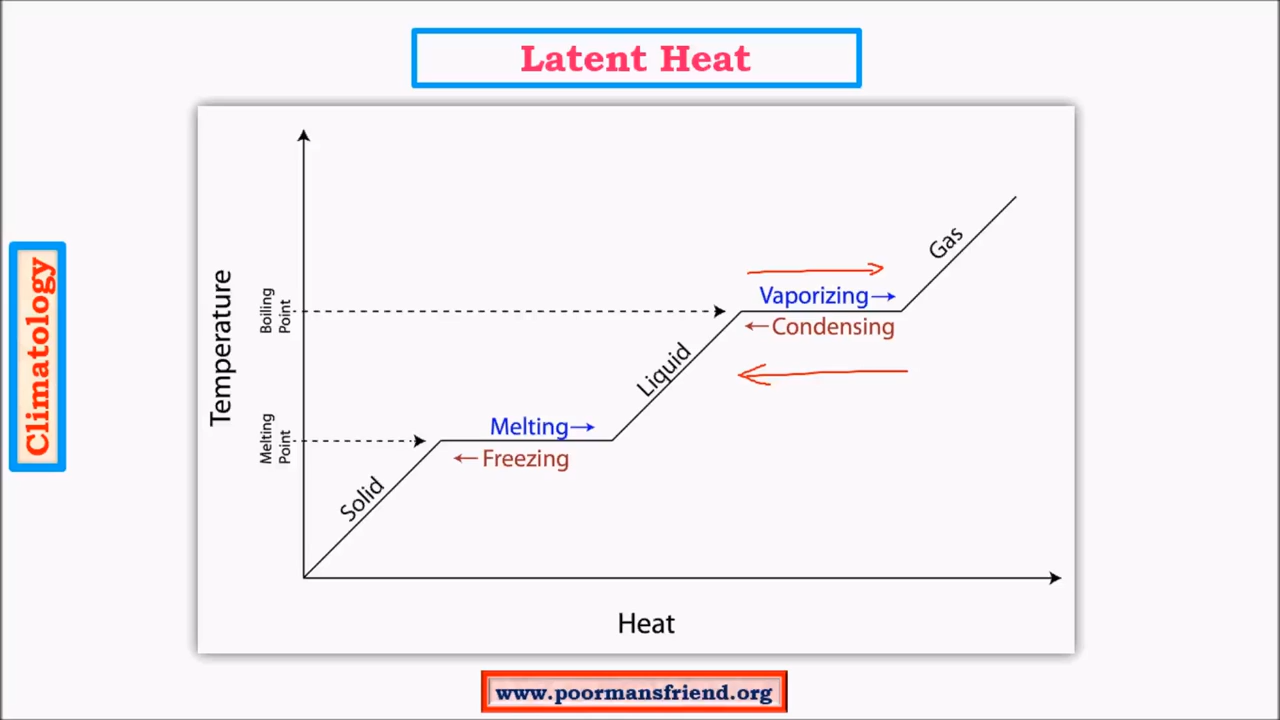 Latent Heat
Climatology
Temperature
Boiling
Point
Melting
Point
Gas
Vaporizing→
←Condensing
Liquid
Melting→
←Freezing
Solid
Heat
www.poormansfriend.org